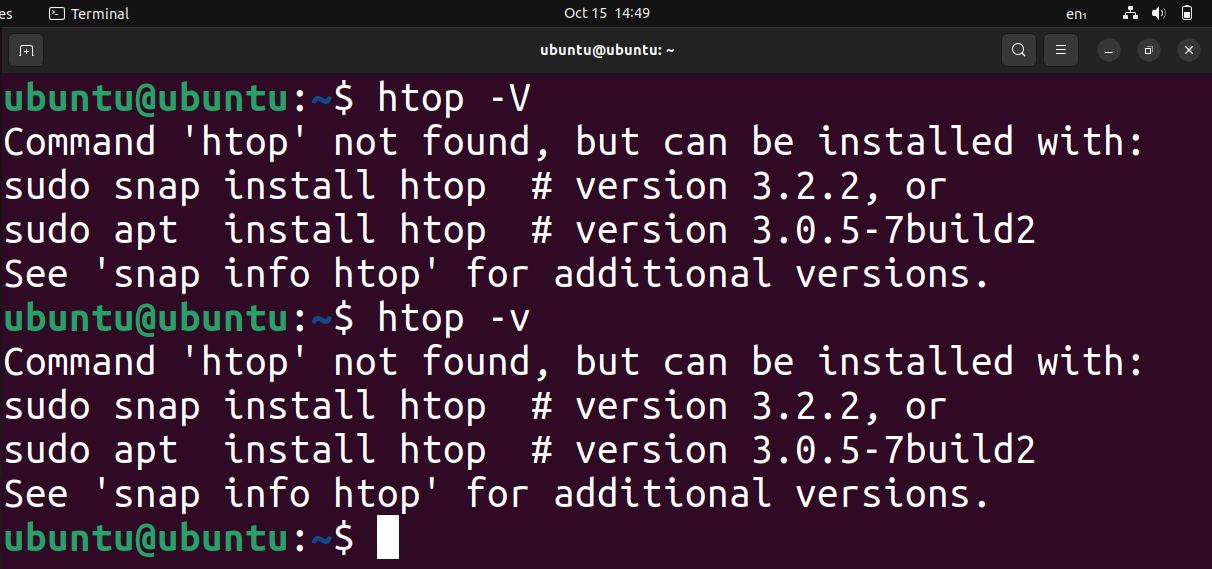 es Terminal Oct 15 14:49 en₁
ubuntu@ubuntu: ~
ubuntu@ubuntu:~$ htop -V
Command 'htop' not found, but can be installed with:
sudo snap install htop  # version 3.2.2, or
sudo apt  install htop  # version 3.0.5-7build2
See 'snap info htop' for additional versions.
ubuntu@ubuntu:~$ htop -v
Command 'htop' not found, but can be installed with:
sudo snap install htop  # version 3.2.2, or
sudo apt  install htop  # version 3.0.5-7build2
See 'snap info htop' for additional versions.
ubuntu@ubuntu:~$